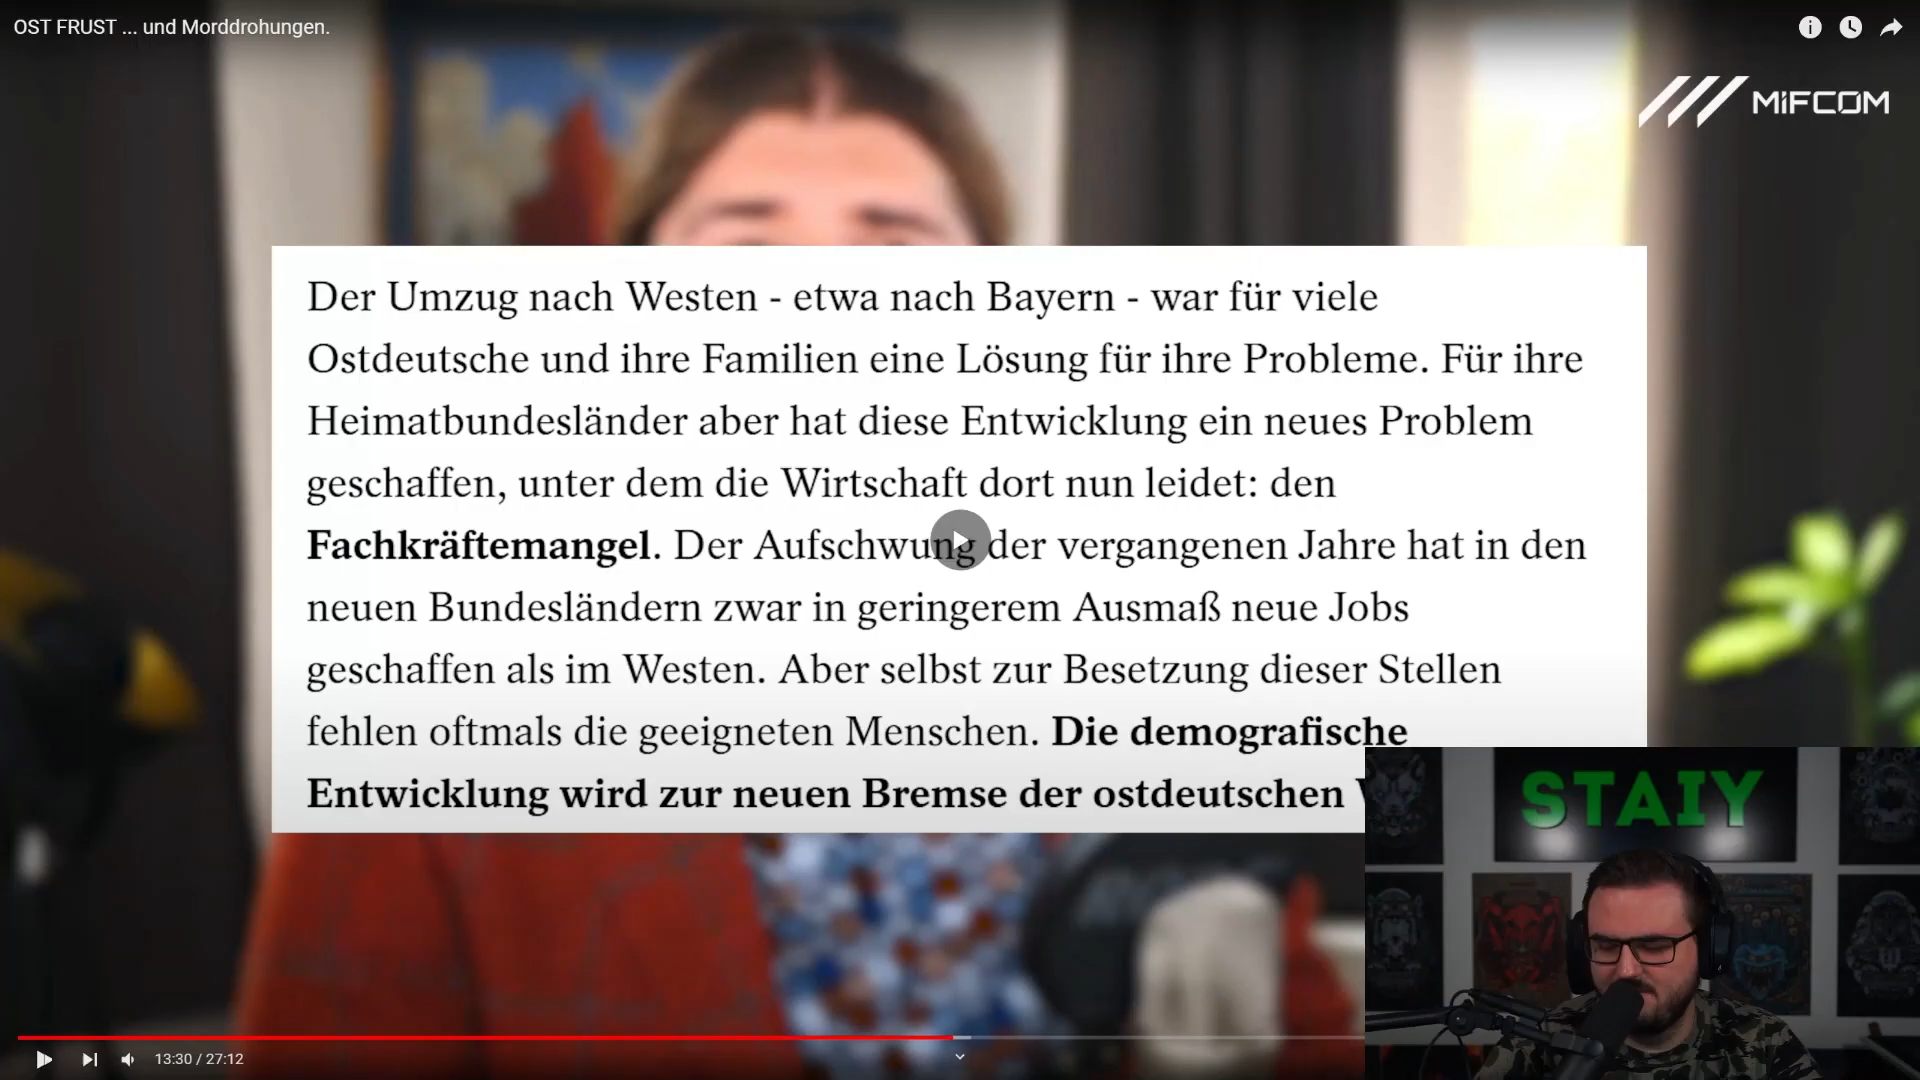 OST FRUST ... und Morddrohungen.
MIFCOM
Der Umzug nach Westen - etwa nach Bayern - war für viele
Ostdeutsche und ihre Familien eine Lösung für ihre Probleme. Für ihre
Heimatbundesländer aber hat diese Entwicklung ein neues Problem
geschaffen, unter dem die Wirtschaft dort nun leidet: den
Fachkräftemangel. Der Aufschwung der vergangenen Jahre hat in den
neuen Bundesländern zwar in geringerem Ausmaß neue Jobs
geschaffen als im Westen. Aber selbst zur Besetzung dieser Stellen
fehlen oftmals die geeigneten Menschen. Die demografische
Entwicklung wird zur neuen Bremse der ostdeutschen
STAIY
13:30 / 27:12